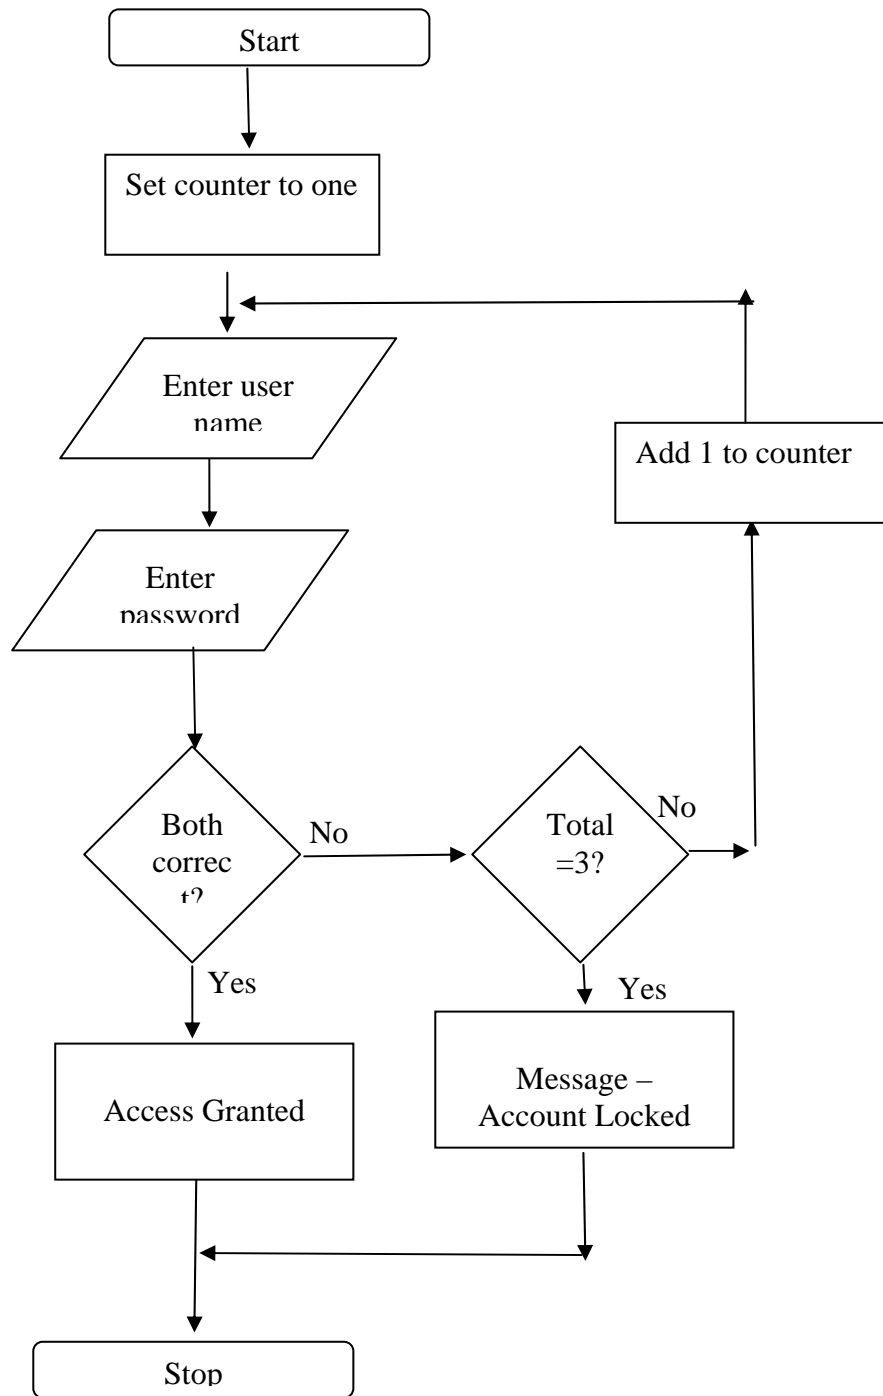 Start
Set counter to one
Enter user
name
Add 1 to counter
Enter
password
Both
correc
t?
No
Total
=3?
No
Yes
Yes
Access Granted
Message –
Account Locked
Stop